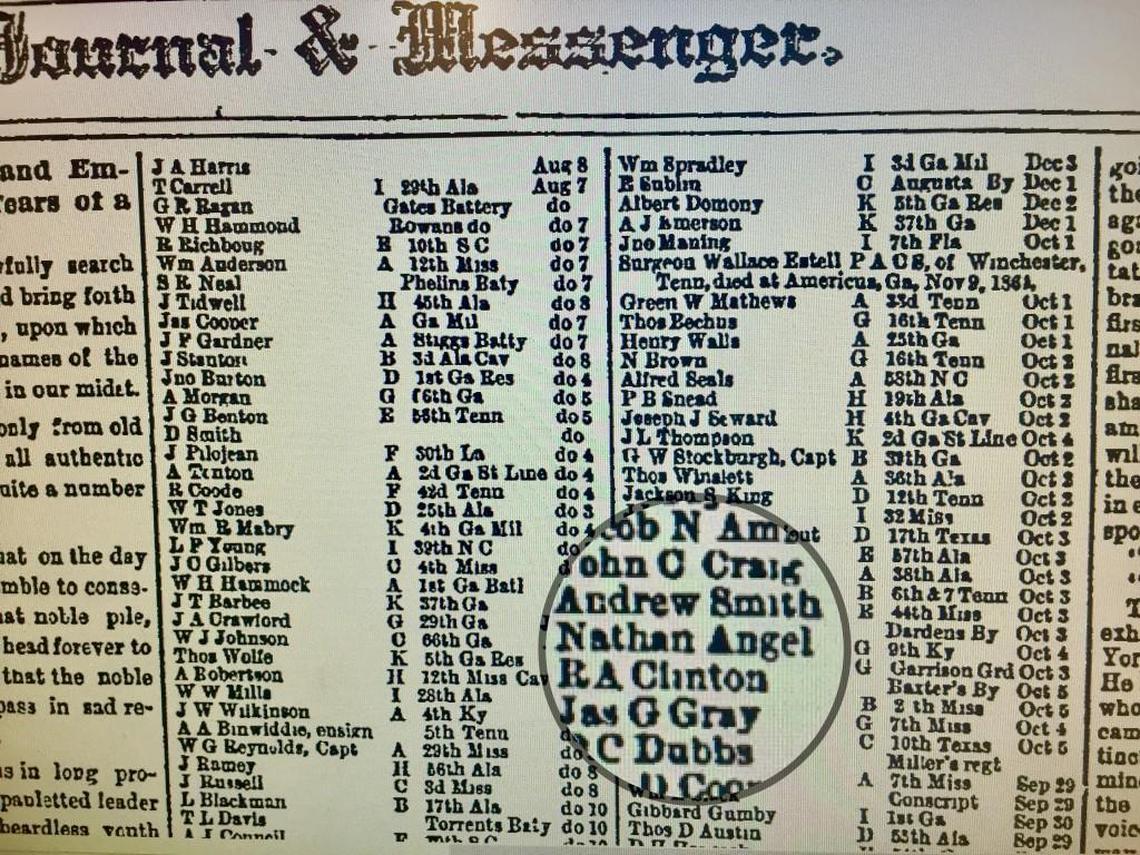 Journal & Messenger.
and Em-
Tears of a
rfully search
d bring forth
, upon which
names of the
in our midst.
only from old
all authentic
uite a number
hat on the day
mble to conse-
hat noble pile,
head forever to
that the noble
pass in sad re-
s in long pro-
paoletted leader
beardless youth
J A Harris Aug 8
T Carrell I 29th Ala Aug 7
G R Ragan Gates Battery do
W H Hammond Rowans do do 7
R Richboug E 10th S C do 7
Wm Anderson A 12th Miss do 7
S R Neal Phelins Baty do 7
J Tidwell H 45th Ala do 8
Jas Cooper A Ga Mil do 7
J F Gardner A Stiggs Batty do 7
J Stanton B 3d Ala Cav do 8
Jno Burton D 1st Ga Res do 4
A Morgan G 66th Ga do 5
J G Benton E 55th Tenn do 5
D Smith do
J Pilojean F 30th La do 4
A Tanton A 2d Ga St Line do 4
R Goode F 42d Tenn do 4
W T Jones D 25th Ala do 3
Wm R Mabry K 4th Ga Mil do 4
L P Young I 39th N C do
J C Gilbers C 4th Miss
W H Hammock A 1st Ga Batl
J T Barbee K 37th Ga
J A Crawford G 29th Ga
W J Johnson C 66th Ga
Thos Wolfe K 5th Ga Res
A Robertson H 12th Miss Cav
W W Mills I 28th Ala
J W Wilkinson A 4th Ky
A A Binwiddie, ensign 5th Tenn
W G Reynolds, Capt A 29th Miss do
J Ramey H 56th Ala do 8
J Russell C 3d Miss do 8
L Blackman B 17th Ala do 10
T L Davis Torrents Baty do 10
Wm Spradley I 3d Ga Mil Dec 3
E Sublin C Augusta By Dec 1
Albert Domony K 5th Ga Res Dec 2
A J Amerson K 37th Ga Dec 1
Jno Maning I 7th Fla Oct 1
Surgeon Wallace Estell P A C S, of Winchester,
Tenn, died at Americus, Ga, Nov 9, 1864,
Green W Mathews A 33d Tenn Oct 1
Thos Bechus G 16th Tenn Oct 1
Henry Walls A 25th Ga Oct 1
N Brown G 16th Tenn Oct 2
Alfred Seals A 58th N C Oct 2
P B Snead H 19th Ala Oct 2
Joseph J Seward H 4th Ga Cav Oct 2
J L Thompson K 2d Ga St Line Oct 4
G W Stockburgh, Capt B 39th Ga Oct 2
Thos Winslett A 36th Ala Oct 2
Jackson S King D 12th Tenn Oct 2
I 32 Miss Oct 2
ob N Am out D 17th Texas Oct 3
John C Craig E 57th Ala Oct 3
A 38th Ala Oct 3
Andrew Smith B 6th & 7 Tenn Oct 3
E 44th Miss Oct 3
Nathan Angel Dardens By Oct 3
G 9th Ky Oct 4
R A Clinton G Garrison Grd Oct 3
Baxter's By Oct 5
Jas G Gray B 2 th Miss Oct 5
G 7th Miss Oct 4
C Dubbs C 10th Texas Oct 5
Miller's regt
A 7th Miss Sep 29
Conscript Sep 29
Gibbard Gumby I 1st Ga Sep 30
Thos D Austin D 55th Ala Sep 29